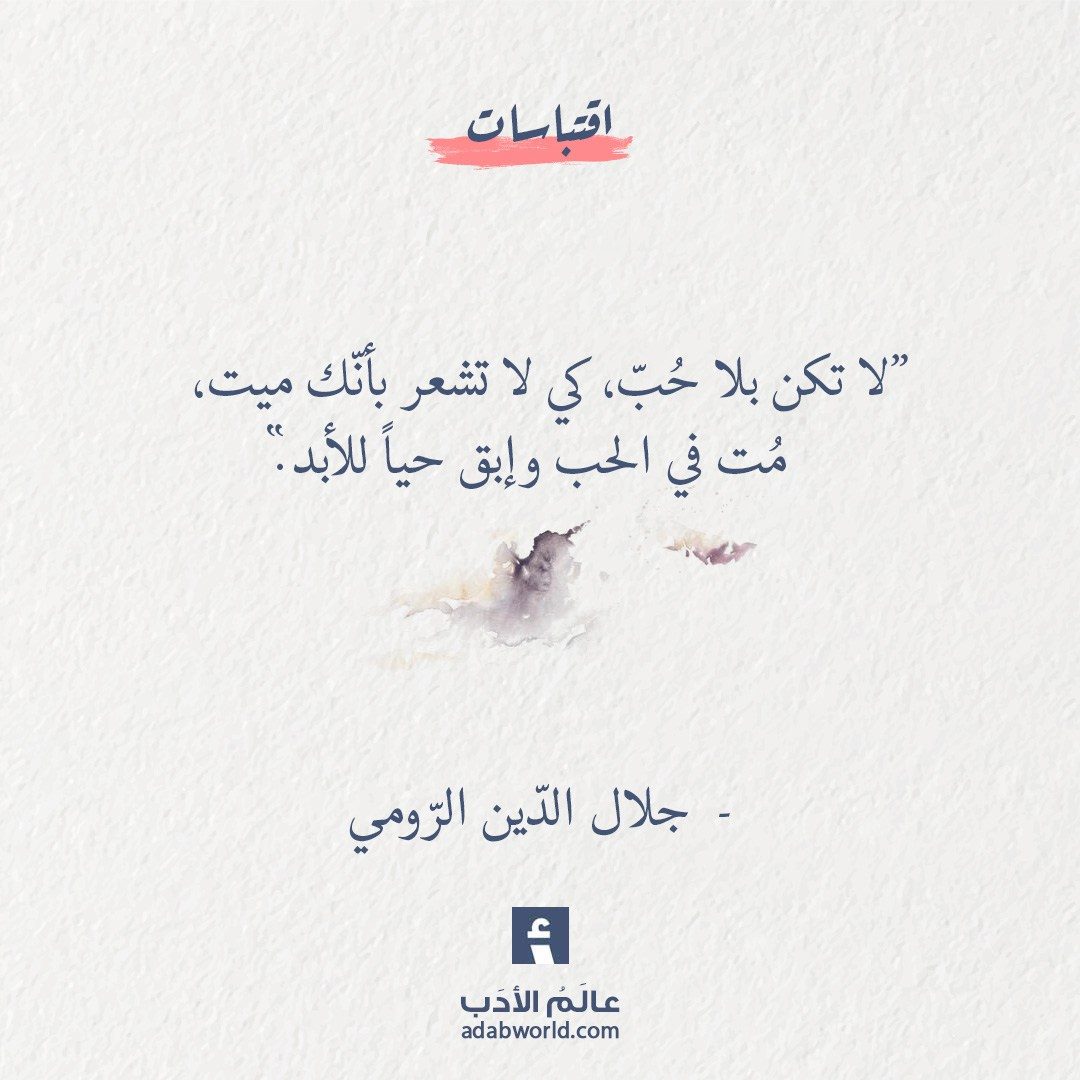 اقتباسات
”لا تكن بلا حُبّ، كي لا تشعر بأنّك ميت،
مُت في الحب وإبق حياً للأبد.‟
- جلال الدّين الرّومي
أ
عالَمُ الأدَب
adabworld.com